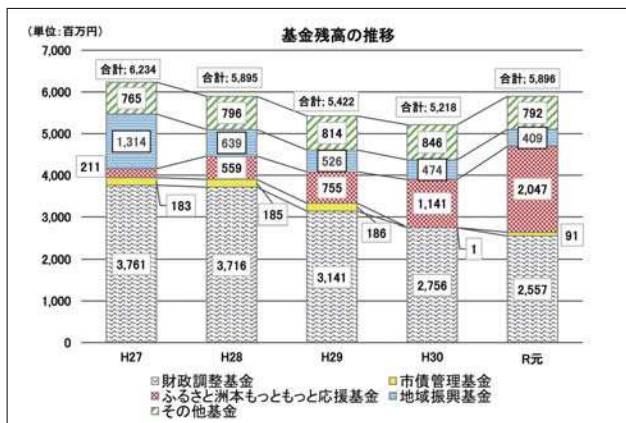 (単位:百万円)
基金残高の推移
7,000
6,000
5,000
4,000
3,000
2,000
1,000
0
合計; 6,234
合計; 5,895
合計; 5,422
合計; 5,218
合計; 5,896
765
796
814
846
792
1,314
639
526
474
409
211
559
755
1,141
2,047
183
185
186
1
91
3,761
3,716
3,141
2,756
2,557
H27
H28
H29
H30
R元
財政調整基金
市債管理基金
ふるさと洲本もっともっと応援基金
地域振興基金
その他基金